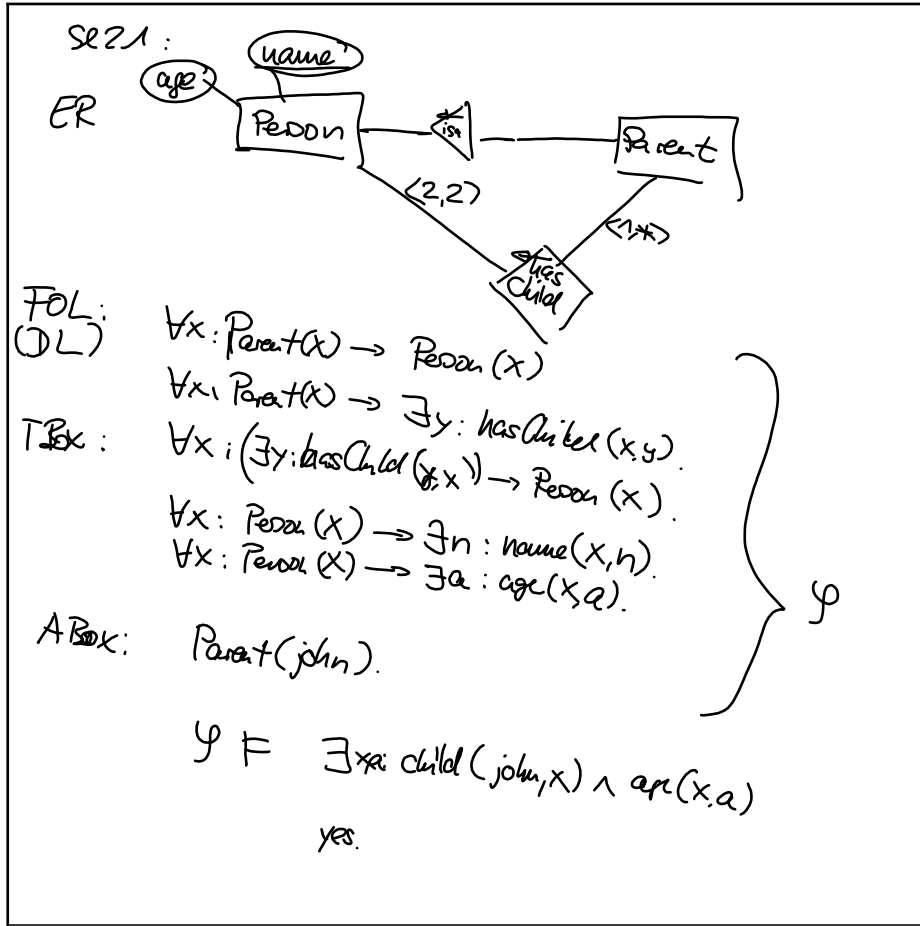 SR21:
name
age
ER
Person
isa
Parent
<2,2>
<1,*>
has
Child
FOL:
(DL)
∀x: Parent(x) → Person(x)
∀x: Parent(x) → ∃y: hasChild(x,y).
TBox: ∀x: (∃y: hasChild(y,x)) → Person(x).
∀x: Person(x) → ∃n: name(x,n).
∀x: Person(x) → ∃a: age(x,a).
φ
ABox: Parent(john).
φ ⊨ ∃x,a: child(john,x) ∧ age(x,a)
yes.